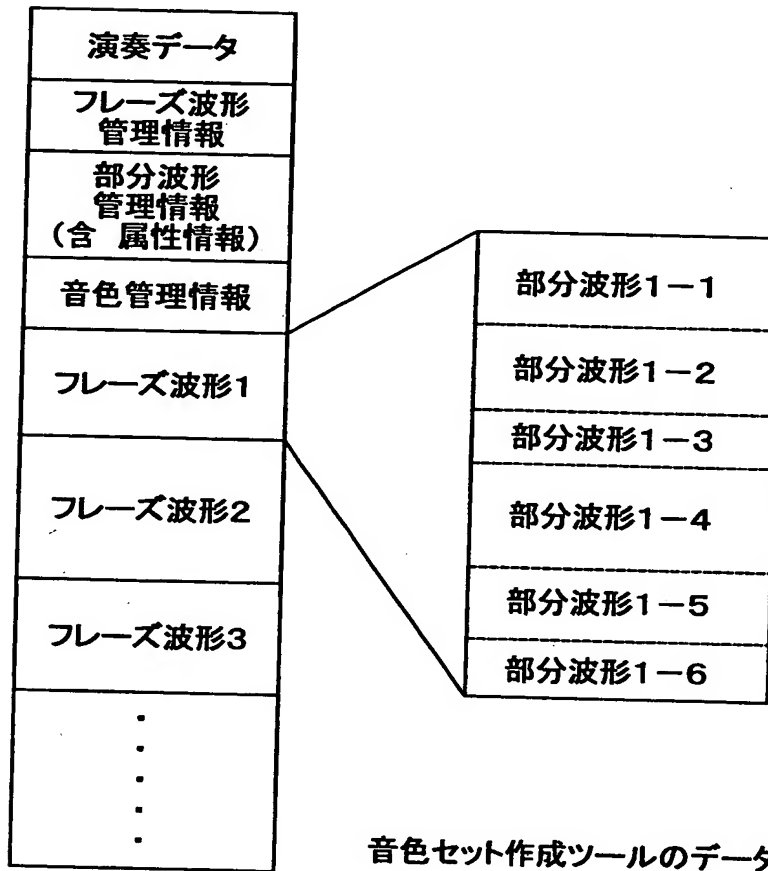 演奏データ
フレーズ波形
管理情報
部分波形
管理情報
(含 属性情報)
音色管理情報
フレーズ波形1
フレーズ波形2
フレーズ波形3
部分波形1－1
部分波形1－2
部分波形1－3
部分波形1－4
部分波形1－5
部分波形1－6
音色セット作成ツールのデータ